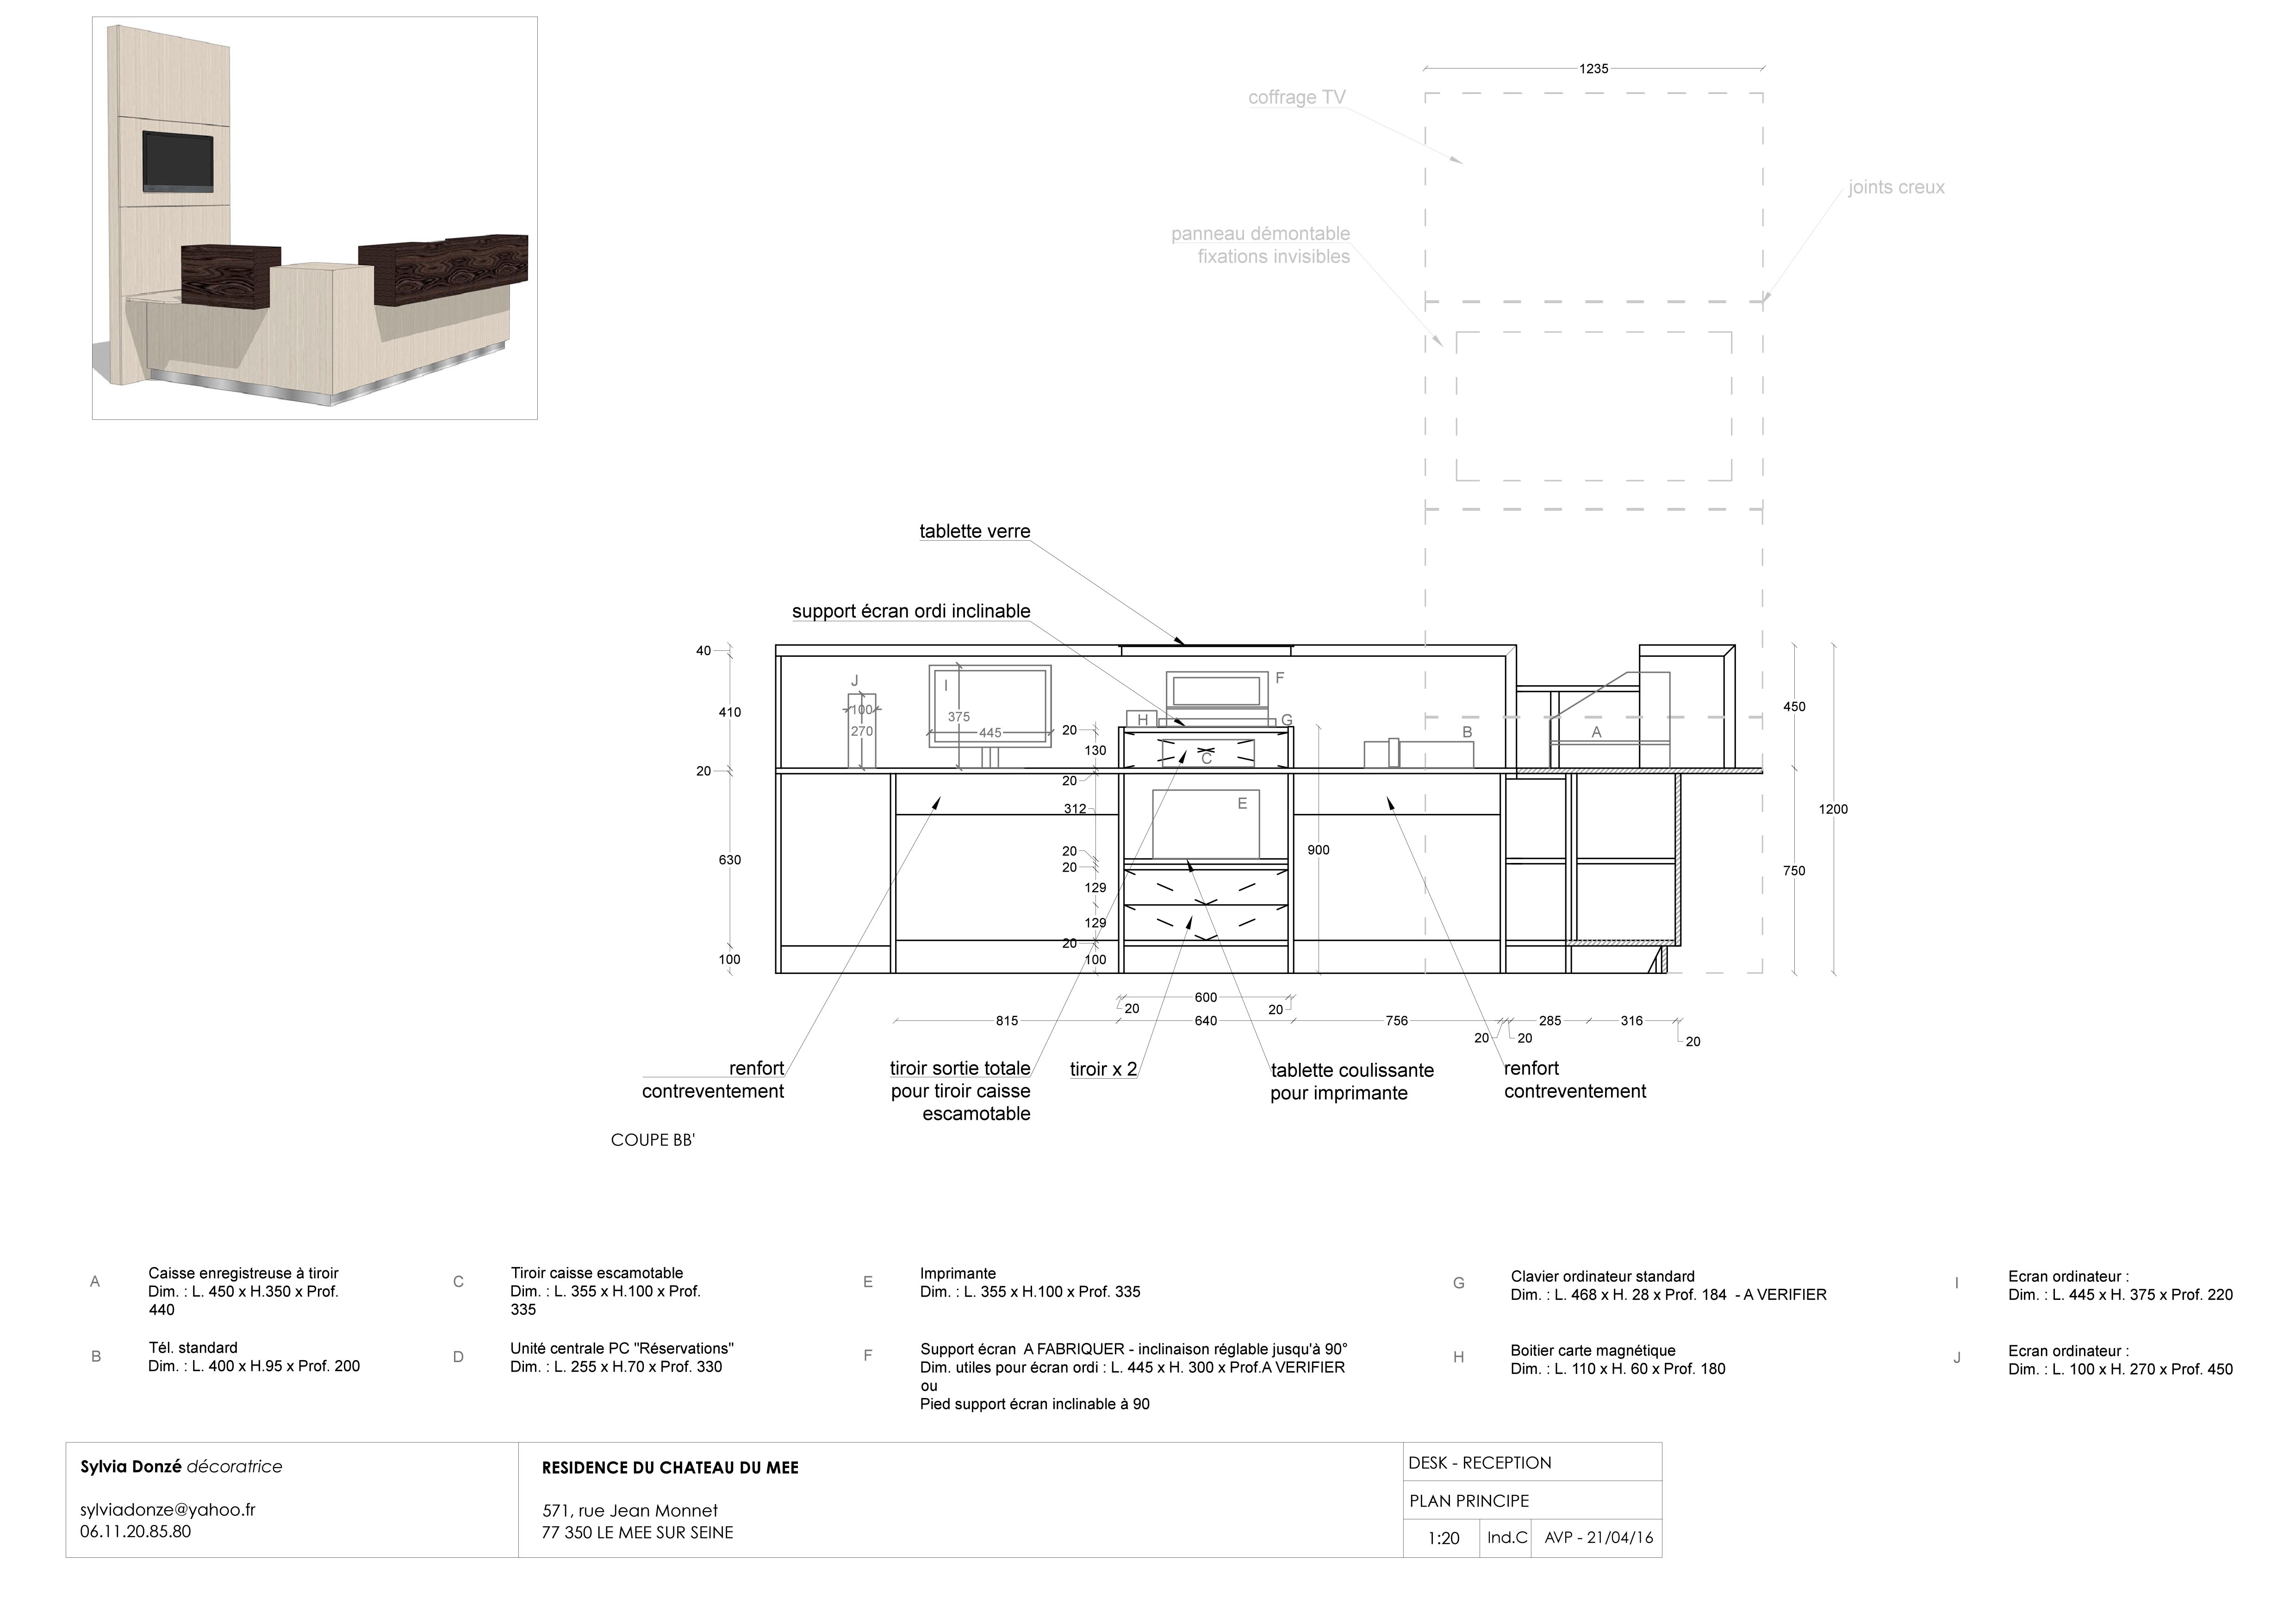 1235
coffrage TV
joints creux
panneau démontable
fixations invisibles
tablette verre
support écran ordi inclinable
40
410
20
630
100
J
100
270
I
375
445
F
H
G
C
B
A
E
20
130
20
312
20
20
129
129
20
100
900
450
750
1200
600
20
20
815
640
756
285
316
20
20
20
renfort
contreventement
tiroir sortie totale
pour tiroir caisse
escamotable
tiroir x 2
tablette coulissante
pour imprimante
renfort
contreventement
COUPE BB'
A
Caisse enregistreuse à tiroir
Dim. : L. 450 x H.350 x Prof.
440
B
Tél. standard
Dim. : L. 400 x H.95 x Prof. 200
C
Tiroir caisse escamotable
Dim. : L. 355 x H.100 x Prof.
335
D
Unité centrale PC "Réservations"
Dim. : L. 255 x H.70 x Prof. 330
E
Imprimante
Dim. : L. 355 x H.100 x Prof. 335
F
Support écran A FABRIQUER - inclinaison réglable jusqu'à 90°
Dim. utiles pour écran ordi : L. 445 x H. 300 x Prof.A VERIFIER
ou
Pied support écran inclinable à 90
G
Clavier ordinateur standard
Dim. : L. 468 x H. 28 x Prof. 184 - A VERIFIER
H
Boitier carte magnétique
Dim. : L. 110 x H. 60 x Prof. 180
I
Ecran ordinateur :
Dim. : L. 445 x H. 375 x Prof. 220
J
Ecran ordinateur :
Dim. : L. 100 x H. 270 x Prof. 450
Sylvia Donzé décoratrice
sylviadonze@yahoo.fr
06.11.20.85.80
RESIDENCE DU CHATEAU DU MEE
571, rue Jean Monnet
77 350 LE MEE SUR SEINE
DESK - RECEPTION
PLAN PRINCIPE
1:20
Ind.C
AVP - 21/04/16